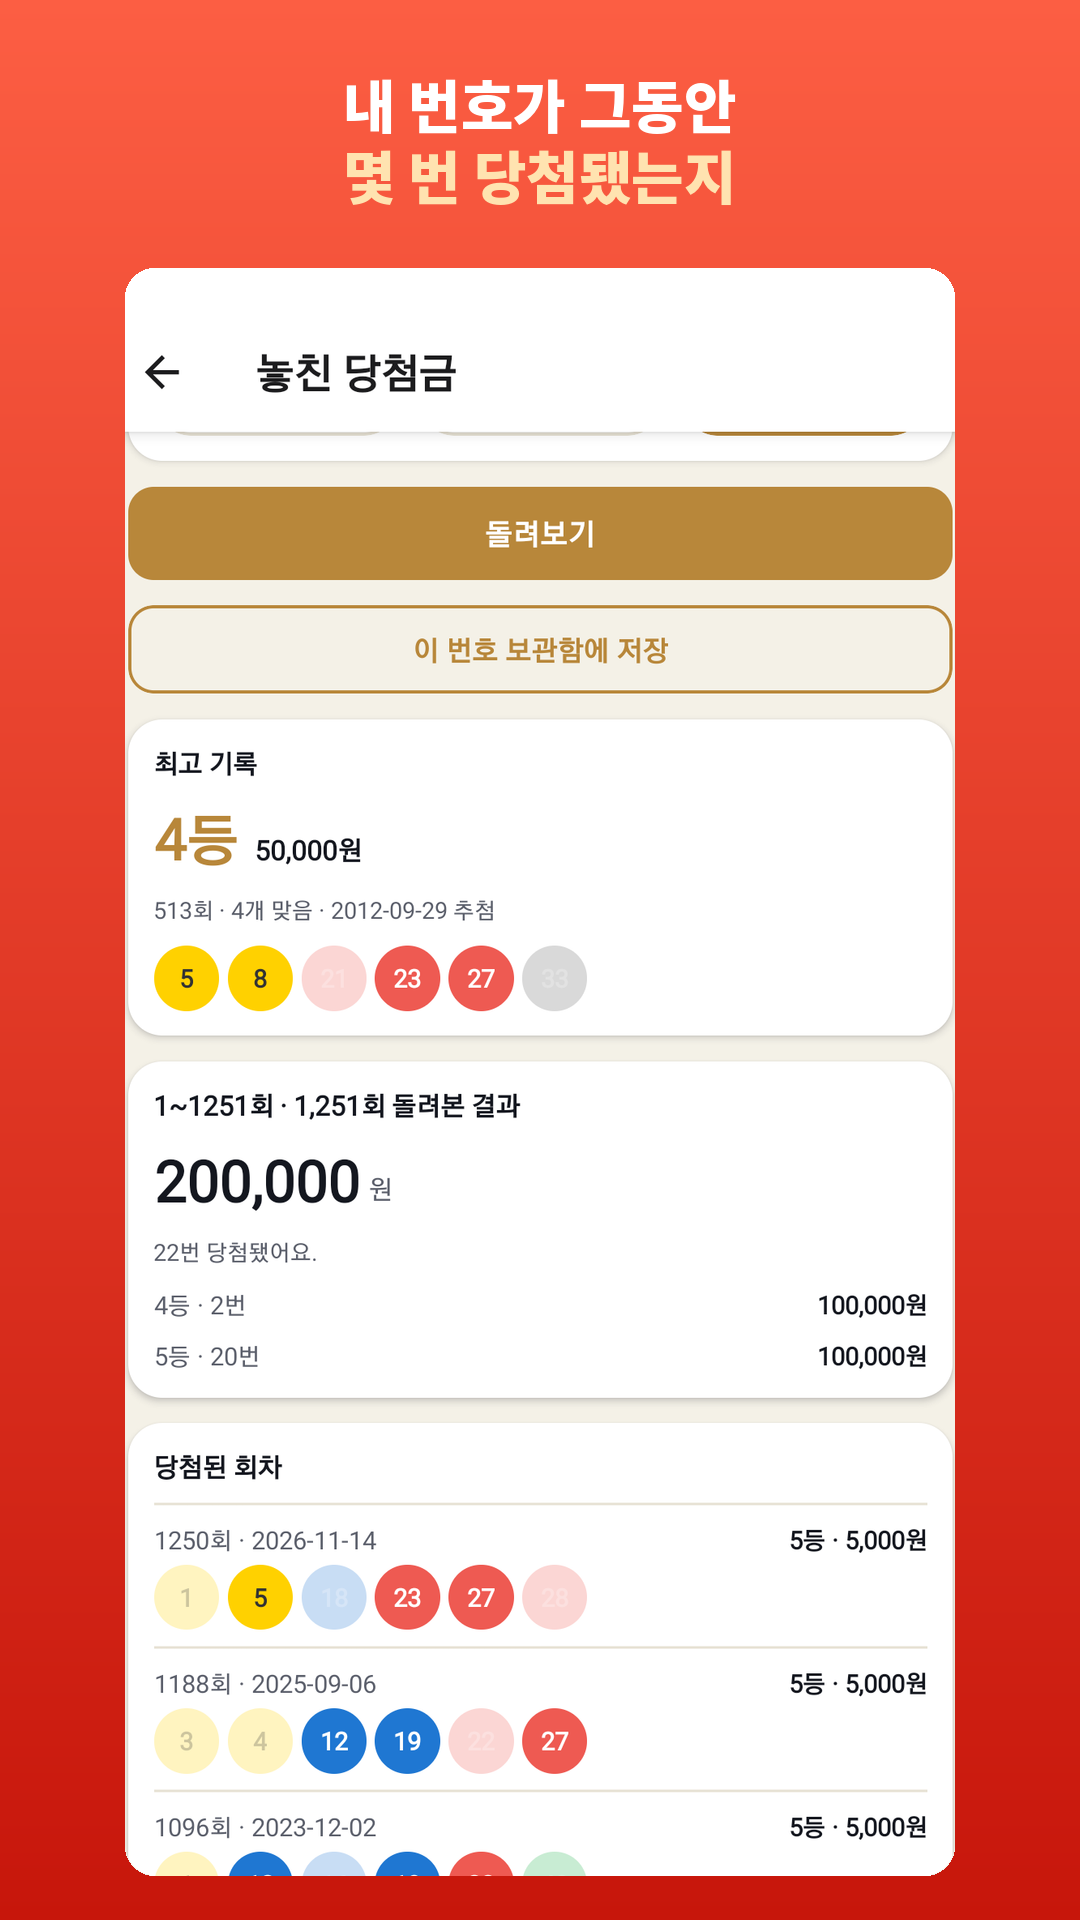 내 번호가 그동안
몇 번 당첨됐는지
놓친 당첨금
돌려보기
이 번호 보관함에 저장
최고 기록
4등 50,000원
513회 · 4개 맞음 · 2012-09-29 추첨
5 8 21 23 27 33
1~1251회 · 1,251회 돌려본 결과
200,000 원
22번 당첨됐어요.
4등 · 2번 100,000원
5등 · 20번 100,000원
당첨된 회차
1250회 · 2026-11-14 5등 · 5,000원
1 5 18 23 27 28
1188회 · 2025-09-06 5등 · 5,000원
3 4 12 19 22 27
1096회 · 2023-12-02 5등 · 5,000원